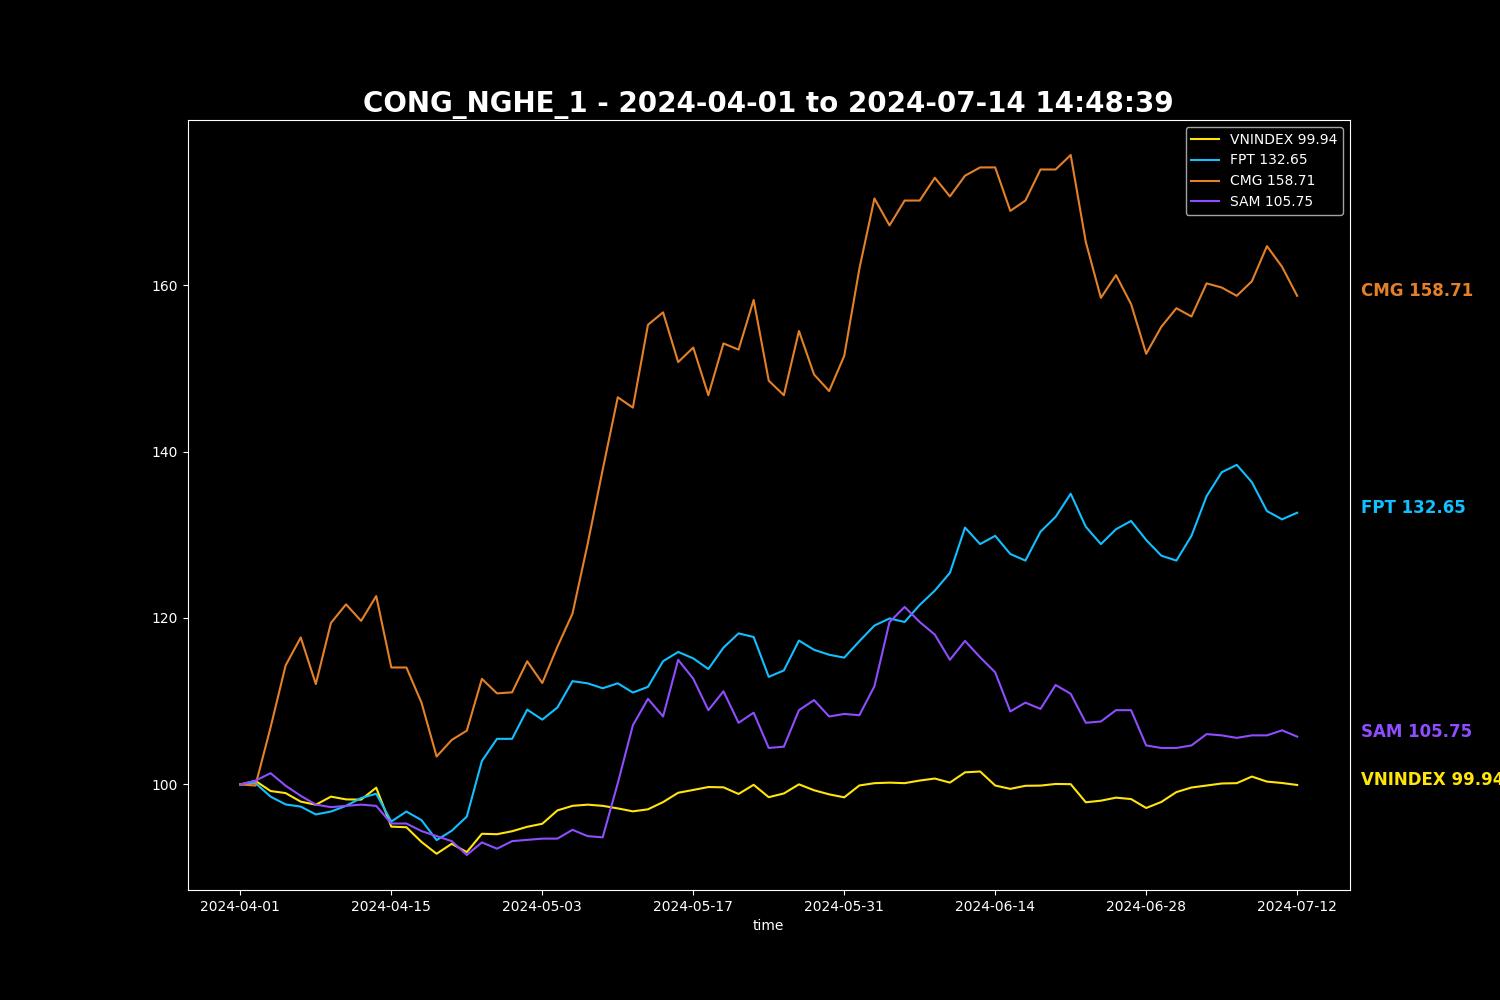 CONG_NGHE_1 - 2024-04-01 to 2024-07-14 14:48:39
VNINDEX 99.94
FPT 132.65
CMG 158.71
SAM 105.75
160
140
120
100
CMG 158.71
FPT 132.65
SAM 105.75
VNINDEX 99.94
2024-04-01 2024-04-15 2024-05-03 2024-05-17 2024-05-31 2024-06-14 2024-06-28 2024-07-12
time